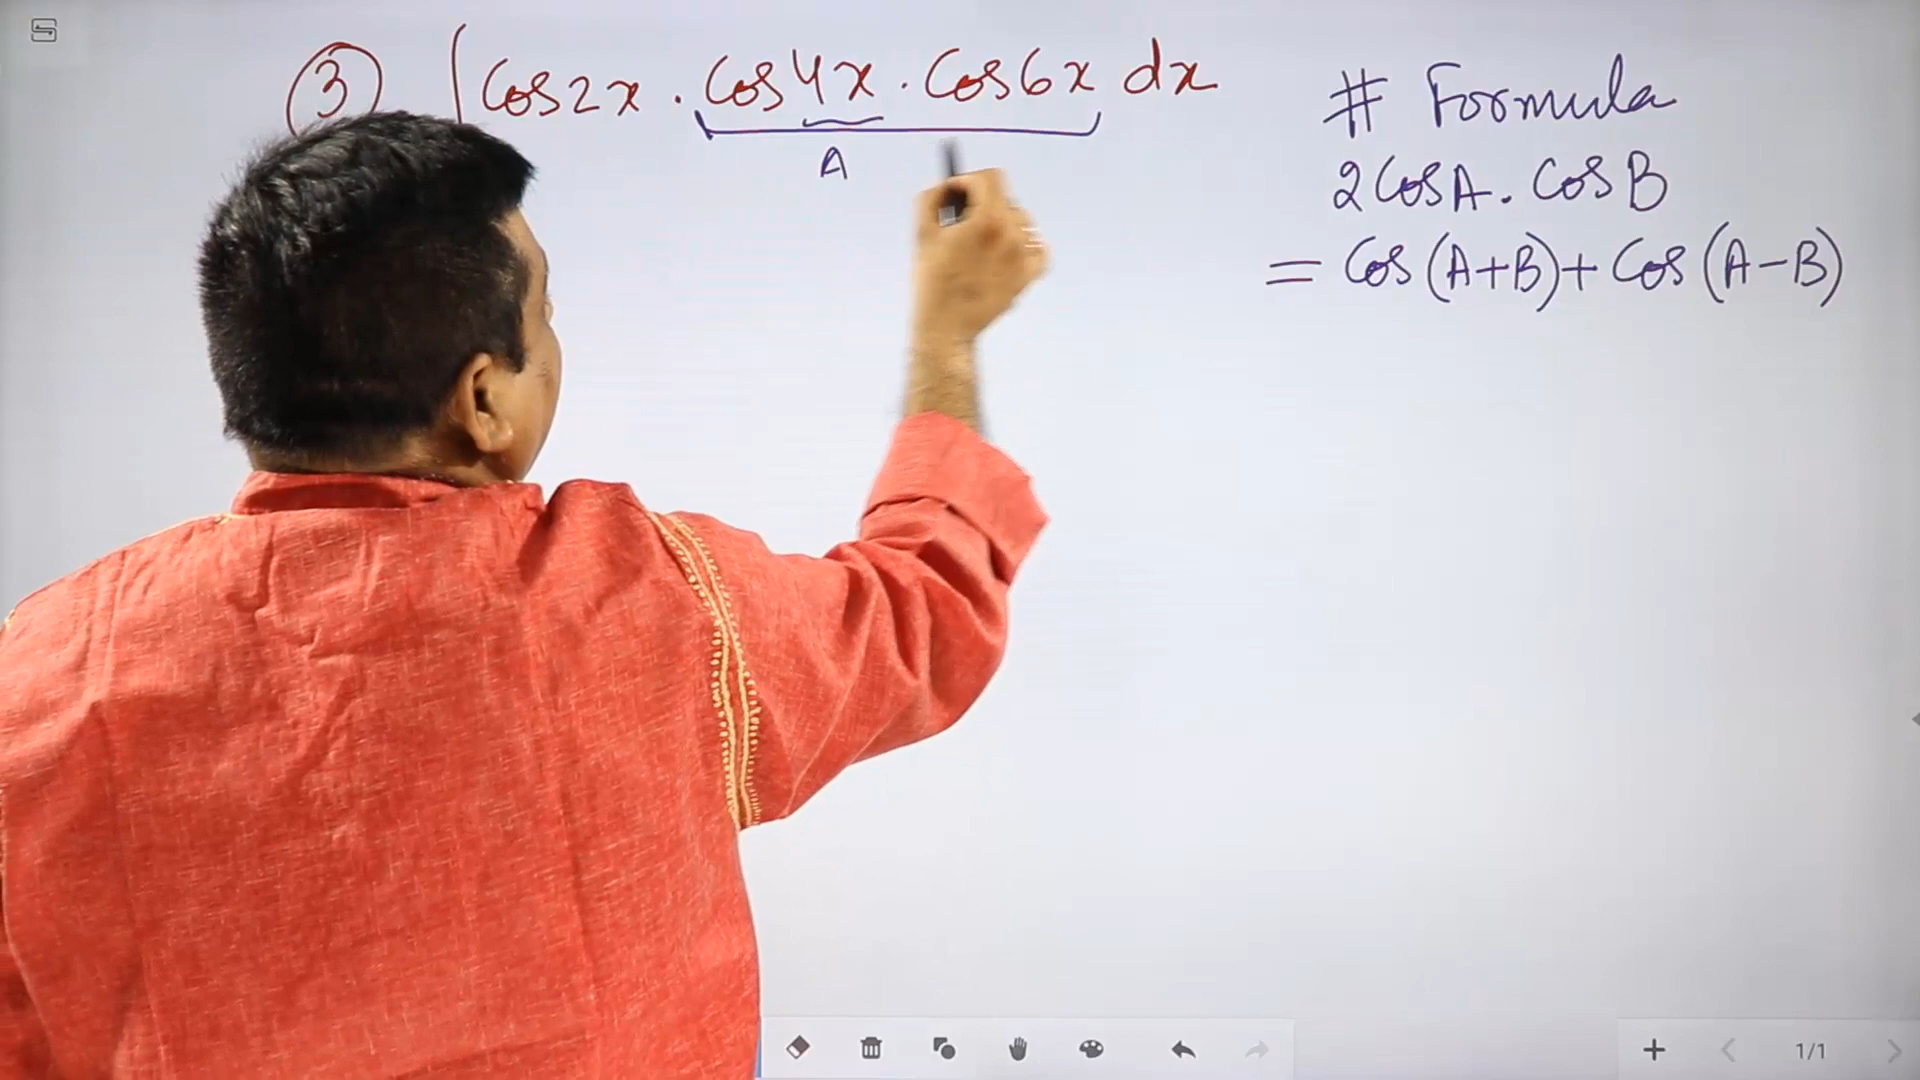 ③ ∫ Cos2x . Cos4x . Cos6x dx
A
# Formula
2CosA. CosB
= Cos(A+B)+Cos(A-B)
1/1